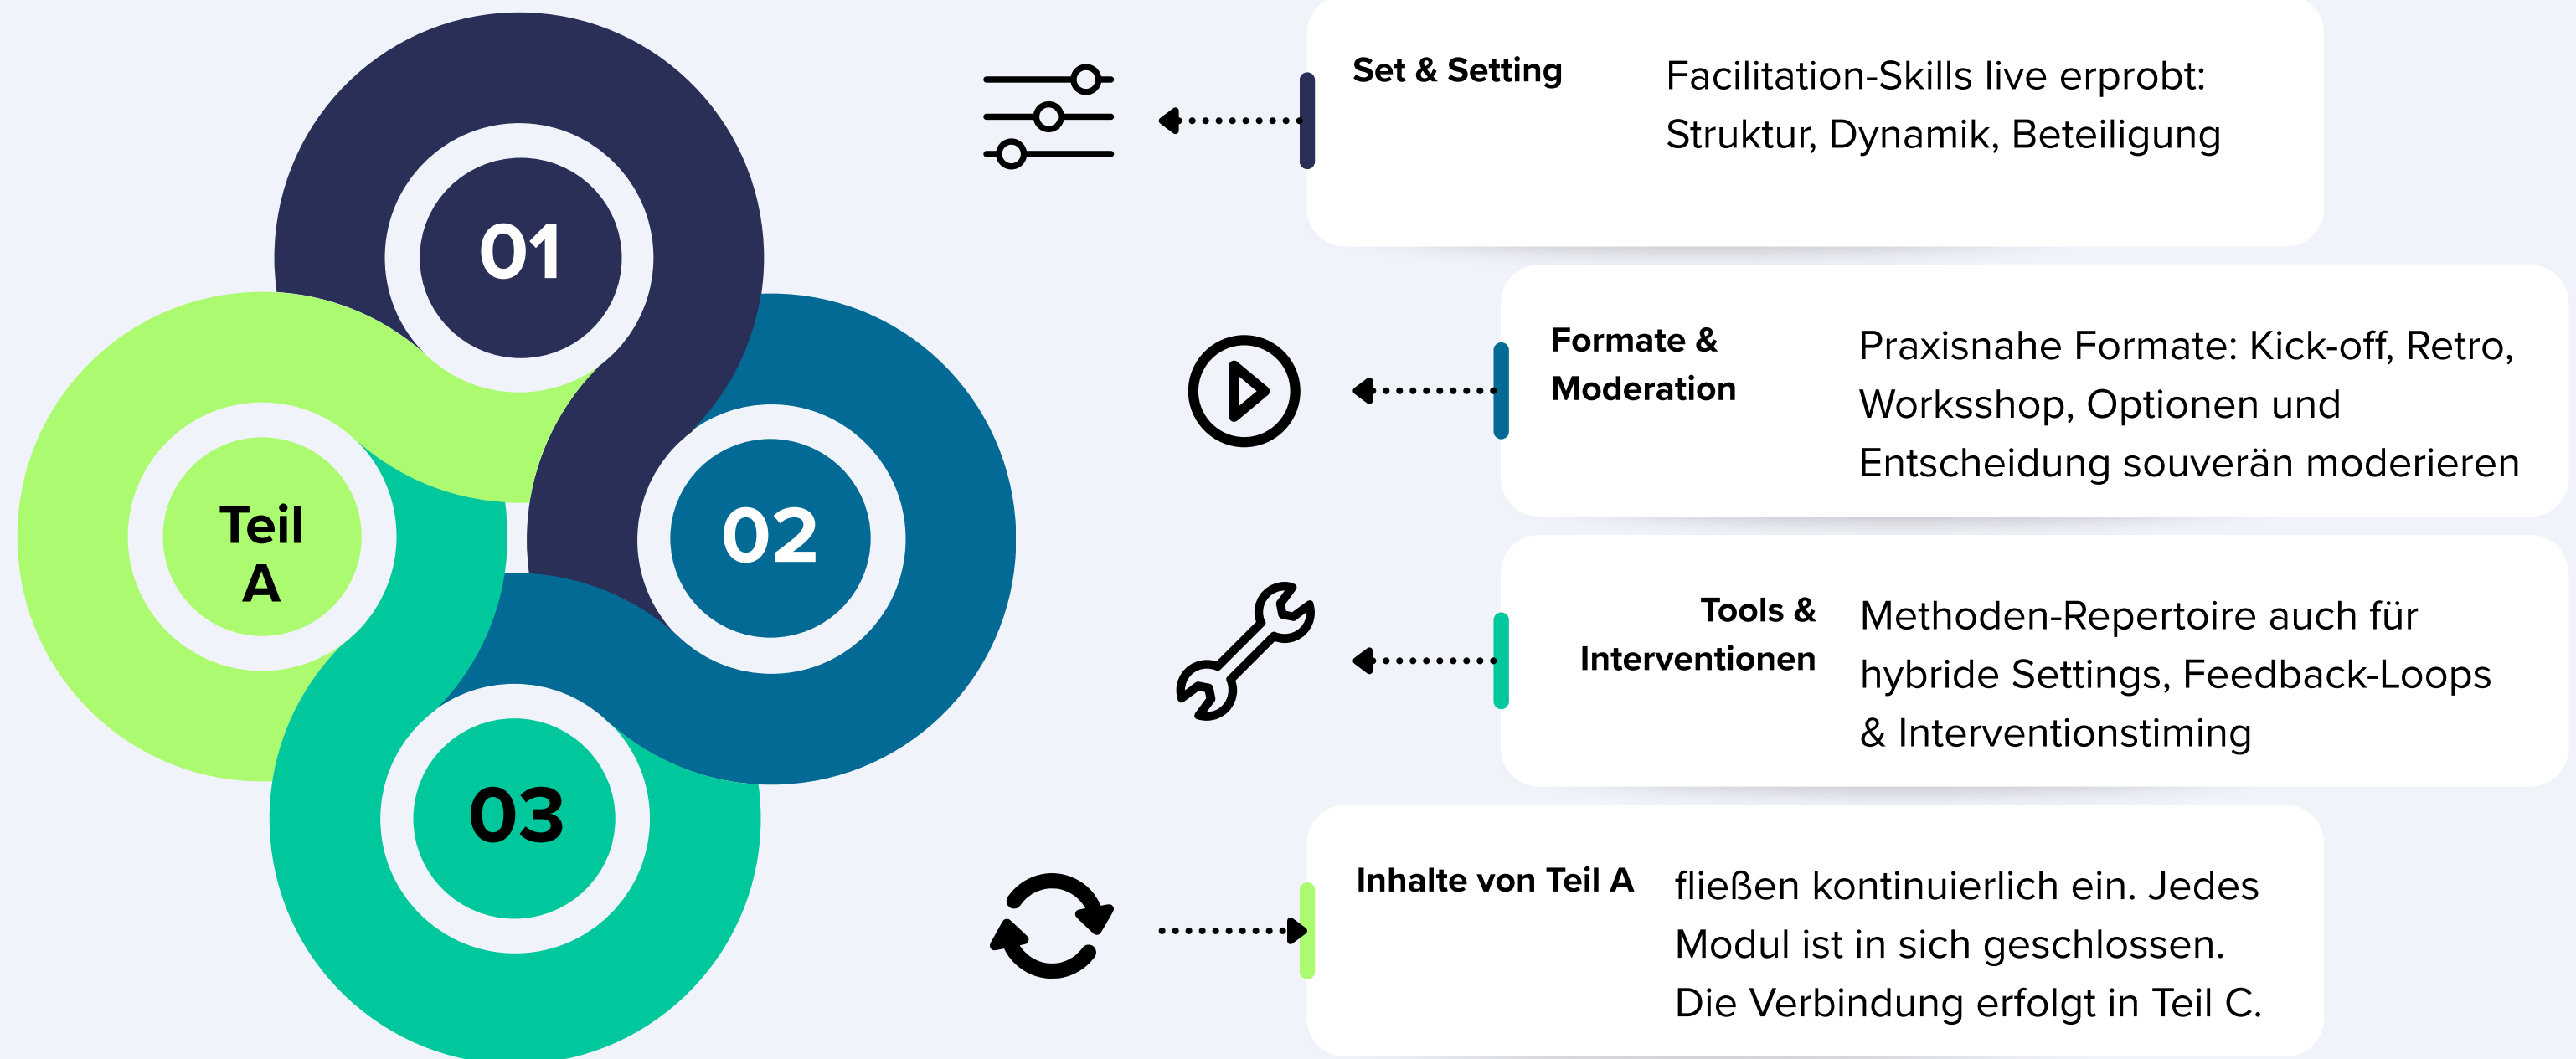 01
02
03
Teil
A
Set & Setting
Facilitation-Skills live erprobt:
Struktur, Dynamik, Beteiligung
Formate &
Moderation
Praxisnahe Formate: Kick-off, Retro,
Worksshop, Optionen und
Entscheidung souverän moderieren
Tools &
Interventionen
Methoden-Repertoire auch für
hybride Settings, Feedback-Loops
& Interventionstiming
Inhalte von Teil A
fließen kontinuierlich ein. Jedes
Modul ist in sich geschlossen.
Die Verbindung erfolgt in Teil C.